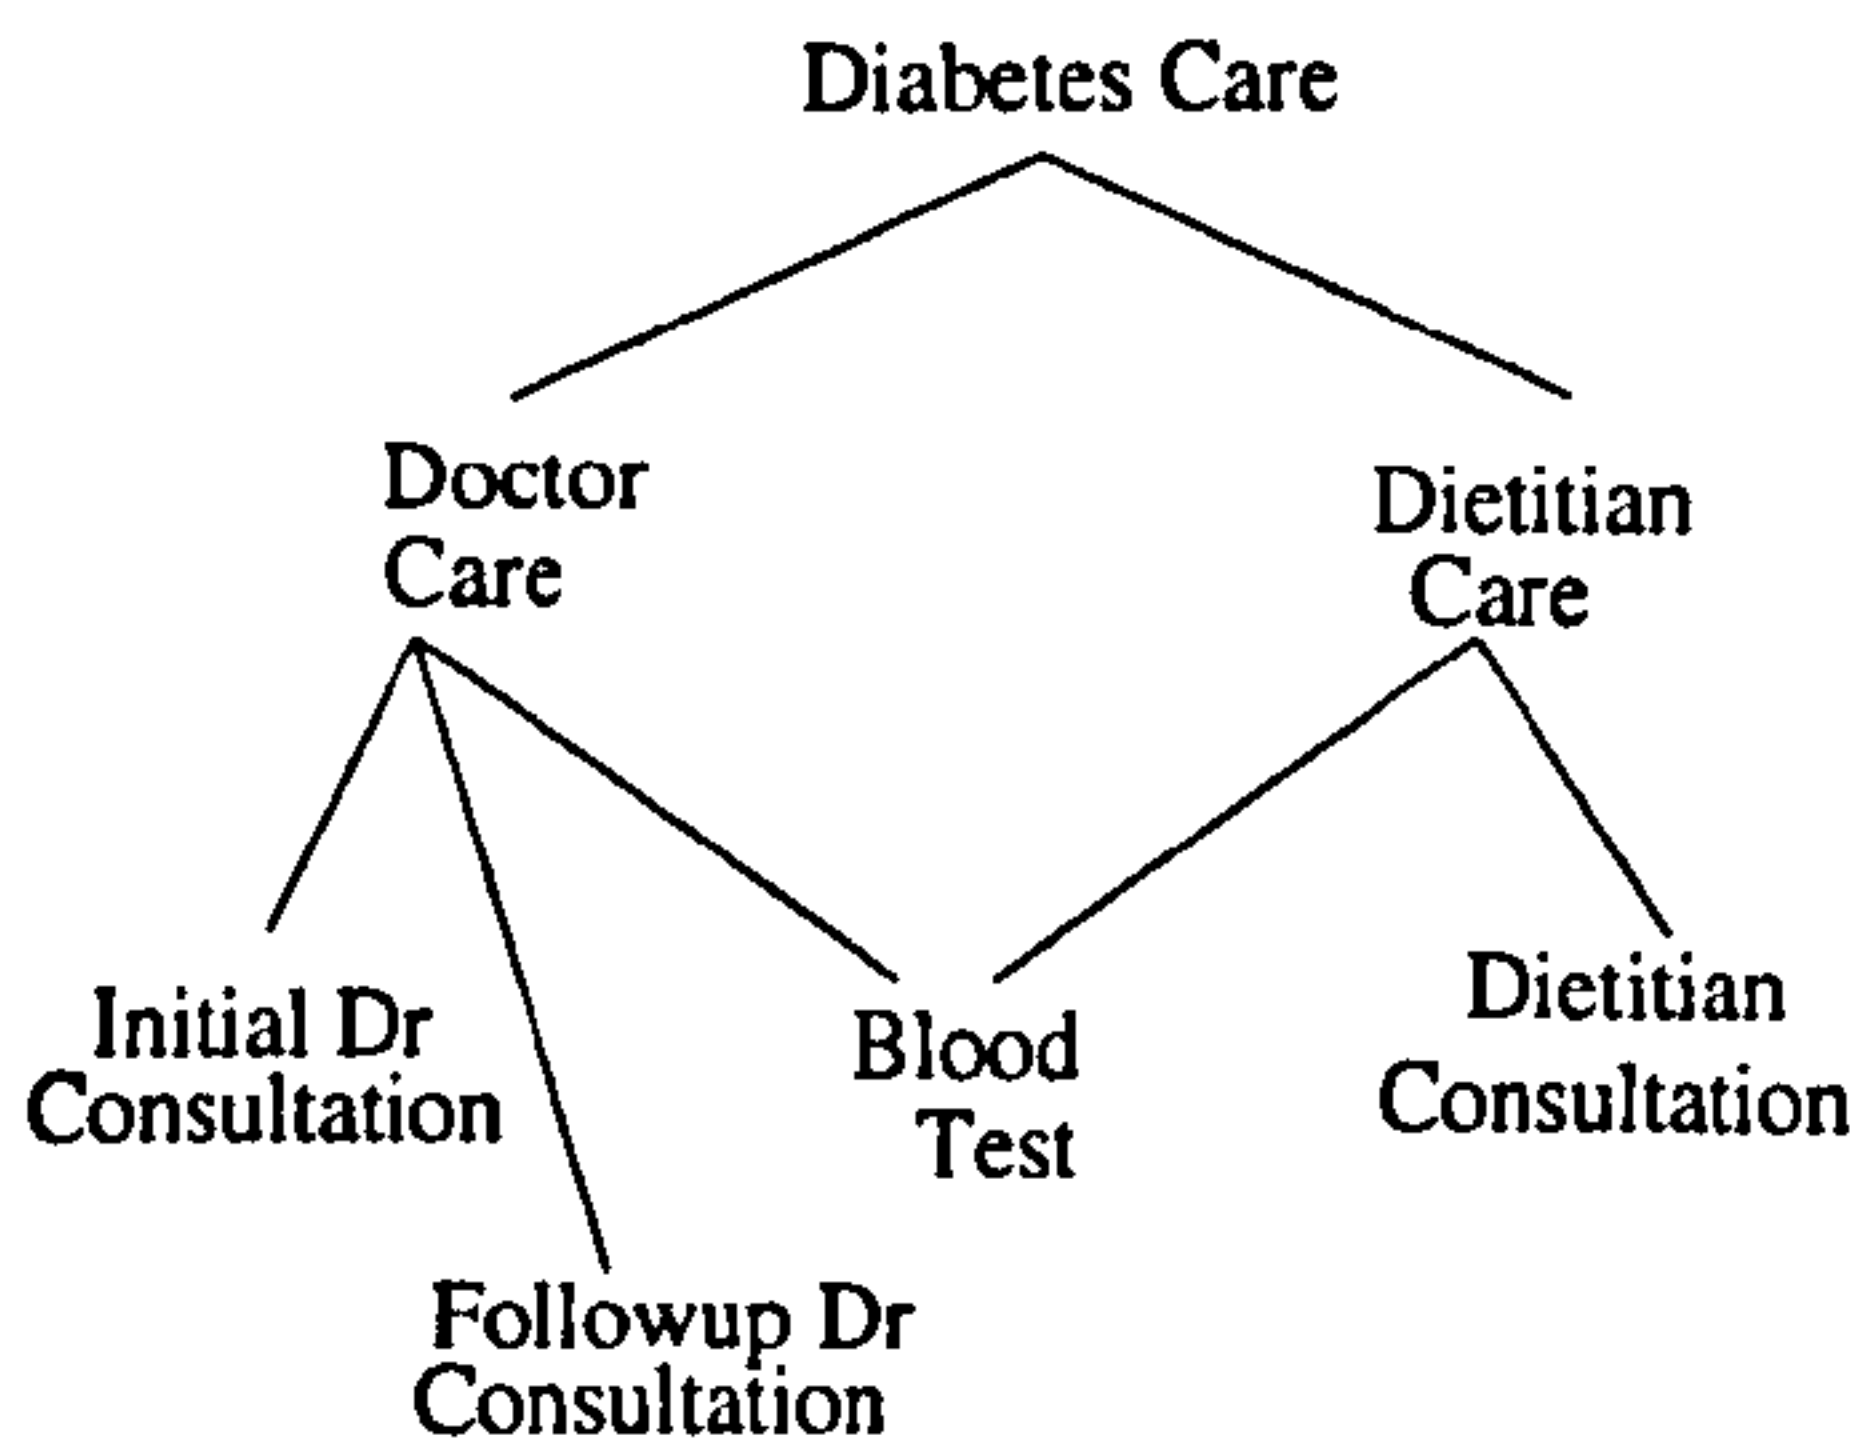 Diabetes Care
Doctor
Care
Dietitian
Care
Initial Dr
Consultation
Blood
Test
Dietitian
Consultation
Followup Dr
Consultation